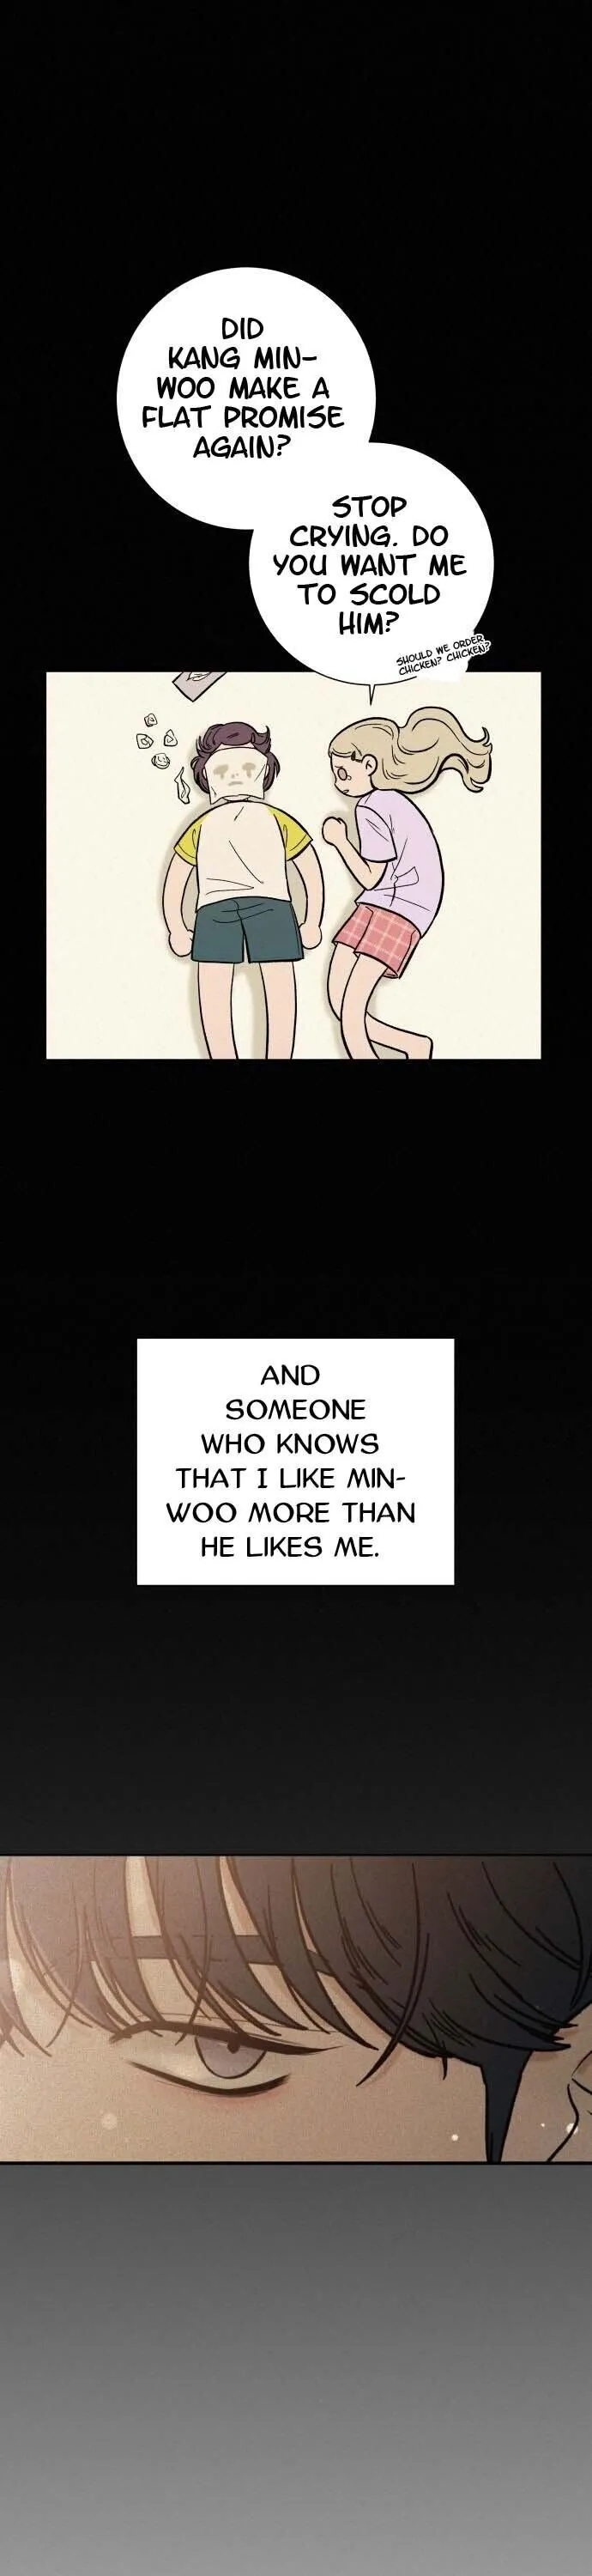 DID
KANG MIN-
WOO MAKE A
FLAT PROMISE
AGAIN?
STOP
CRYING. DO
YOU WANT ME
TO SCOLD
HIM?
SHOULD WE ORDER
CHICKEN? CHICKEN?
AND
SOMEONE
WHO KNOWS
THAT I LIKE MIN-
WOO MORE THAN
HE LIKES ME.